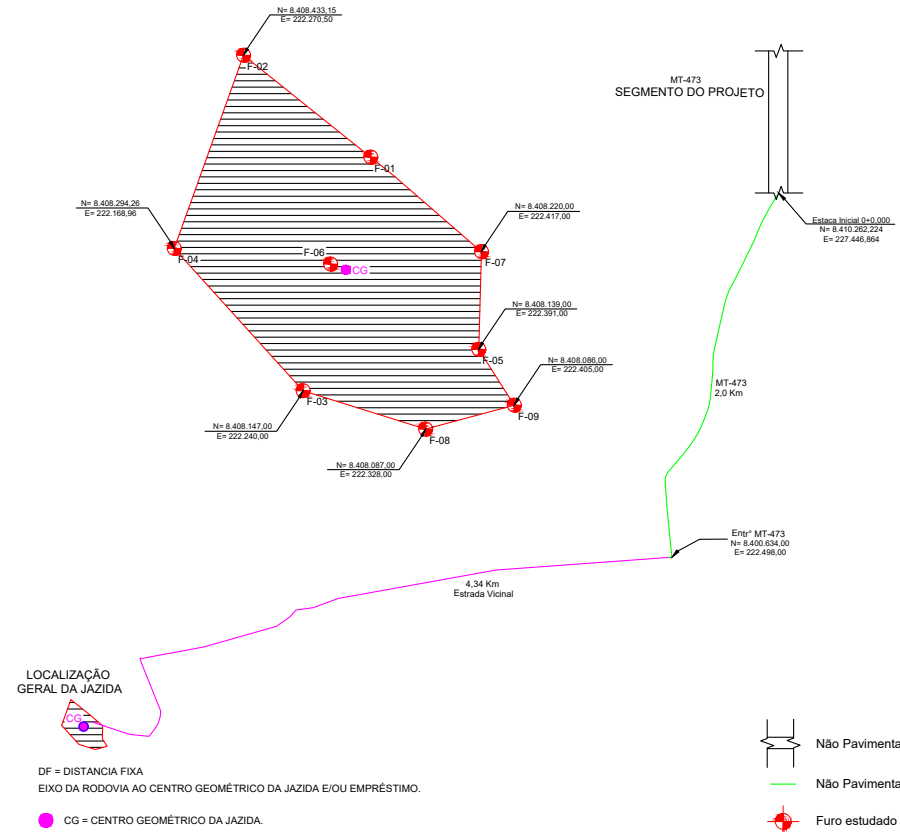 N= 8.408.433,15
E= 222.270,50
F-02
MT-473
SEGMENTO DO PROJETO
F-01
N= 8.408.294,26
E= 222.168,96
N= 8.408.220,00
E= 222.417,00
Estaca Inicial 0+0,000
N= 8.410.262,224
E= 227.446,864
F-04
F-06
CG
F-07
N= 8.408.139,00
E= 222.391,00
F-05
N= 8.408.086,00
E= 222.405,00
MT-473
2,0 Km
F-03
F-09
N= 8.408.147,00
E= 222.240,00
F-08
N= 8.408.087,00
E= 222.328,00
Entr° MT-473
N= 8.400.634,00
E= 222.498,00
4,34 Km
Estrada Vicinal
LOCALIZAÇÃO
GERAL DA JAZIDA
CG
Não Pavimenta
DF = DISTANCIA FIXA
EIXO DA RODOVIA AO CENTRO GEOMÉTRICO DA JAZIDA E/OU EMPRÉSTIMO.
Não Pavimenta
CG = CENTRO GEOMÉTRICO DA JAZIDA.
Furo estudado